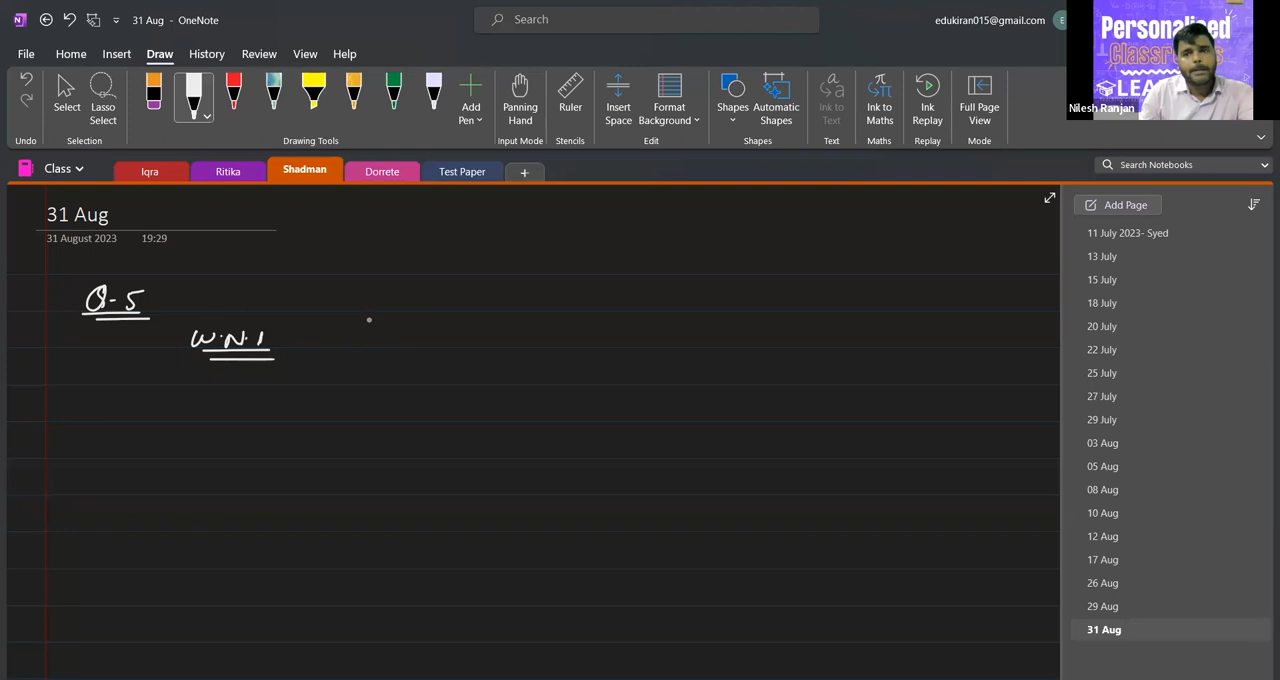 31 Aug - OneNote
Search
edukiran015@gmail.com
E
File Home Insert Draw History Review View Help
Select
Lasso Select
Add Pen
Panning Hand
Ruler
Insert Space
Format Background
Shapes
Automatic Shapes
Ink to Text
Ink to Maths
Ink Replay
Full Page View
Undo
Selection
Drawing Tools
Input Mode
Stencils
Edit
Shapes
Text
Maths
Replay
Mode
Personalised
Classrooms
LEA
Nilesh Ranjan
Class
Iqra
Ritika
Shadman
Dorrete
Test Paper
Search Notebooks
31 Aug
31 August 2023 19:29
Q-5
W.N.1
Add Page
11 July 2023- Syed
13 July
15 July
18 July
20 July
22 July
25 July
27 July
29 July
03 Aug
05 Aug
08 Aug
10 Aug
12 Aug
17 Aug
26 Aug
29 Aug
31 Aug